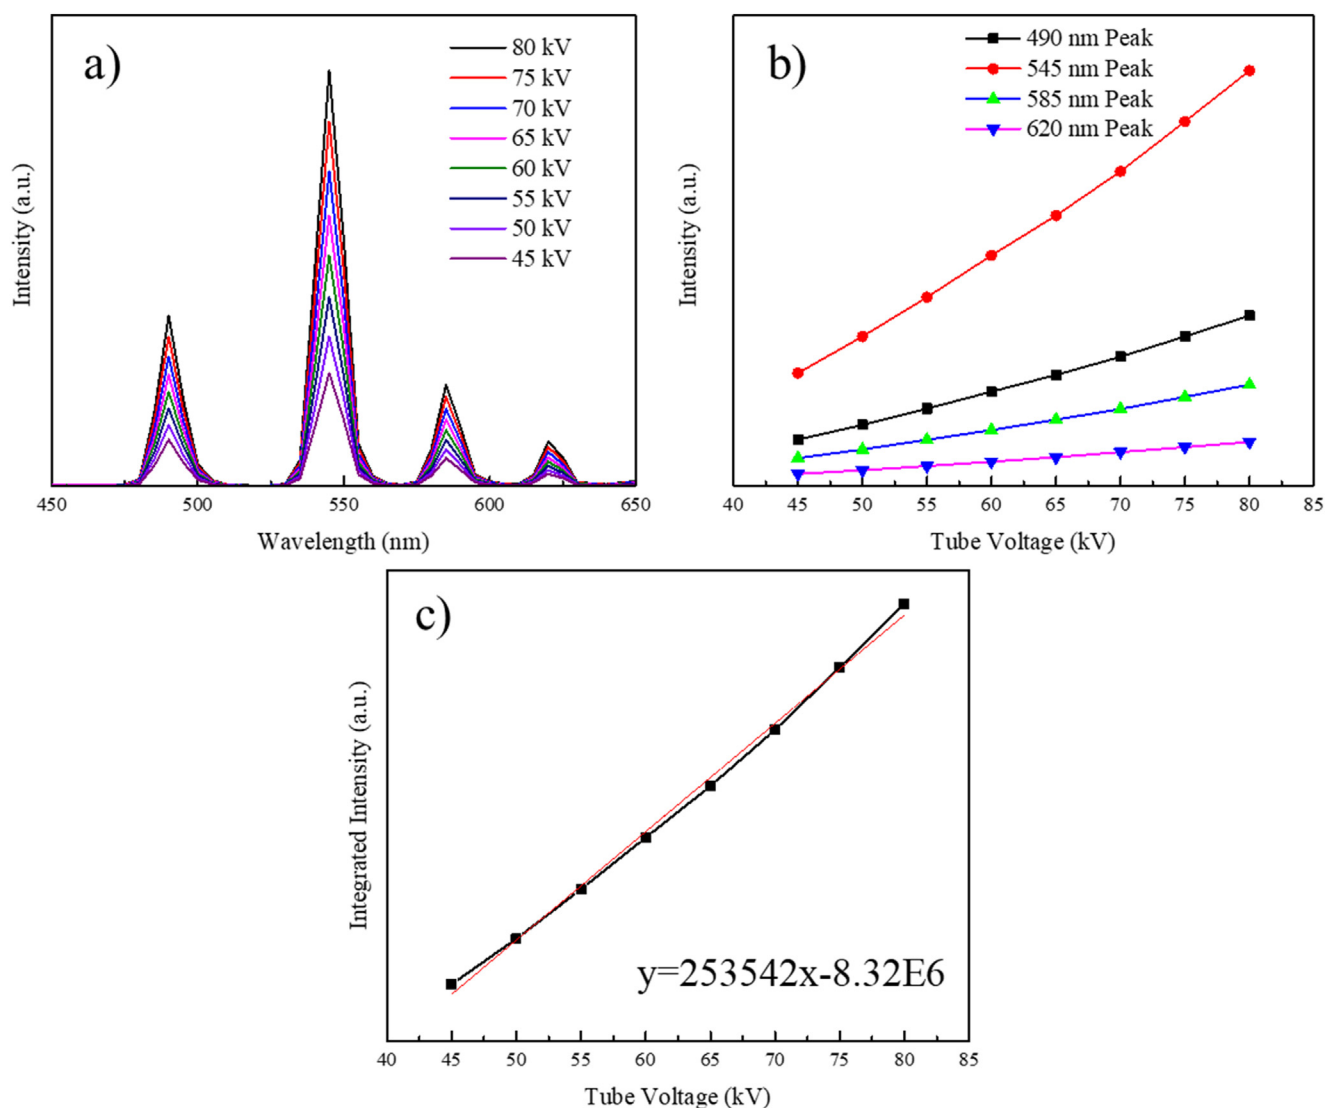 a)
80 kV
75 kV
70 kV
65 kV
60 kV
55 kV
50 kV
45 kV
Intensity (a.u.)
450 500 550 600 650
Wavelength (nm)
b)
490 nm Peak
545 nm Peak
585 nm Peak
620 nm Peak
Intensity (a.u.)
40 45 50 55 60 65 70 75 80 85
Tube Voltage (kV)
c)
Integrated Intensity (a.u.)
y=253542x-8.32E6
40 45 50 55 60 65 70 75 80 85
Tube Voltage (kV)